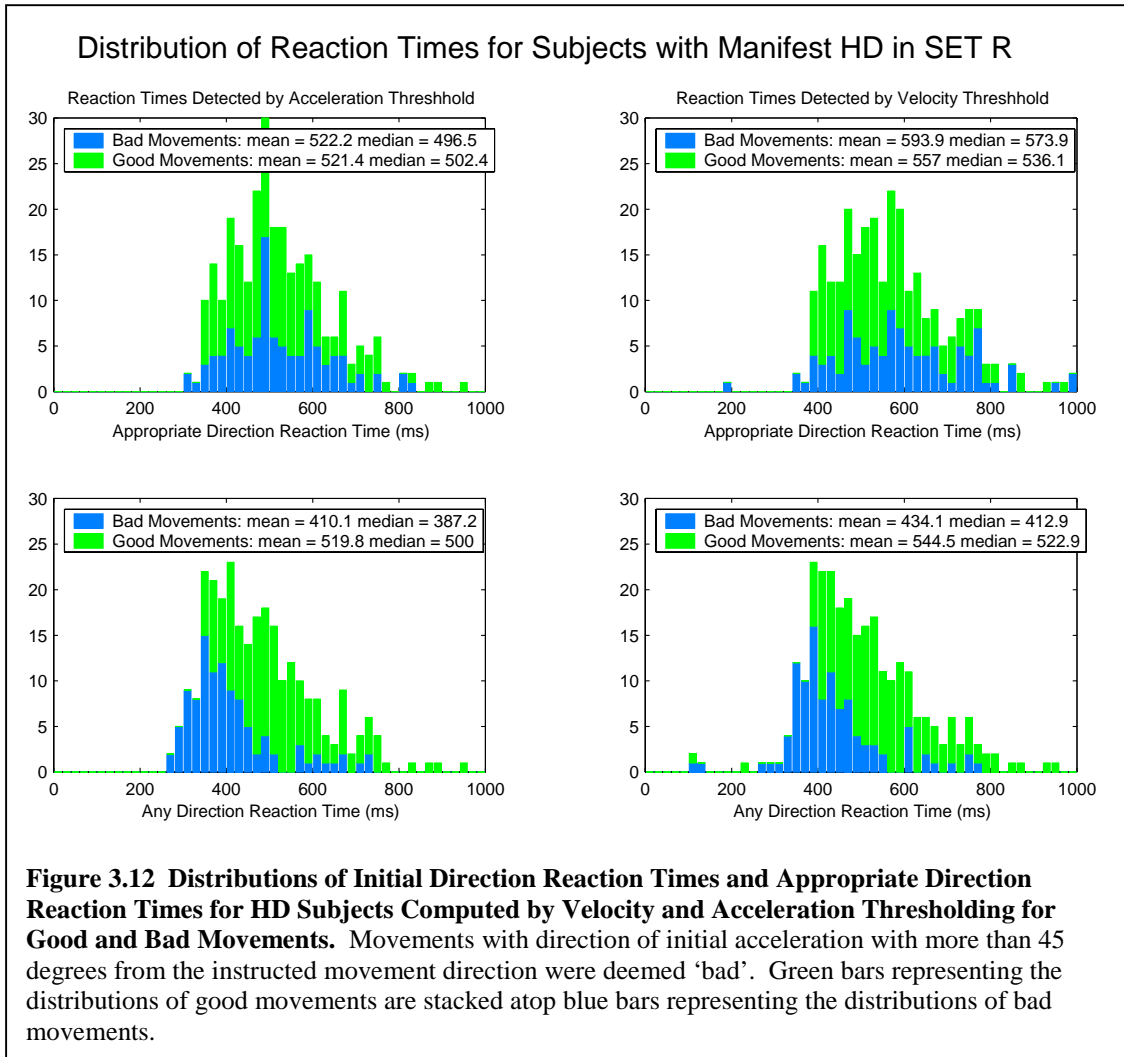 Distribution of Reaction Times for Subjects with Manifest HD in SET R
Reaction Times Detected by Acceleration Threshhold
30
25
20
15
10
5
0
Bad Movements: mean = 522.2 median = 496.5
Good Movements: mean = 521.4 median = 502.4
0 200 400 600 800 1000
Appropriate Direction Reaction Time (ms)
Reaction Times Detected by Velocity Threshhold
30
25
20
15
10
5
0
Bad Movements: mean = 593.9 median = 573.9
Good Movements: mean = 557 median = 536.1
0 200 400 600 800 1000
Appropriate Direction Reaction Time (ms)
30
25
20
15
10
5
0
Bad Movements: mean = 410.1 median = 387.2
Good Movements: mean = 519.8 median = 500
0 200 400 600 800 1000
Any Direction Reaction Time (ms)
30
25
20
15
10
5
0
Bad Movements: mean = 434.1 median = 412.9
Good Movements: mean = 544.5 median = 522.9
0 200 400 600 800 1000
Any Direction Reaction Time (ms)
Figure 3.12 Distributions of Initial Direction Reaction Times and Appropriate Direction
Reaction Times for HD Subjects Computed by Velocity and Acceleration Thresholding for
Good and Bad Movements. Movements with direction of initial acceleration with more than 45
degrees from the instructed movement direction were deemed ‘bad’. Green bars representing the
distributions of good movements are stacked atop blue bars representing the distributions of bad
movements.